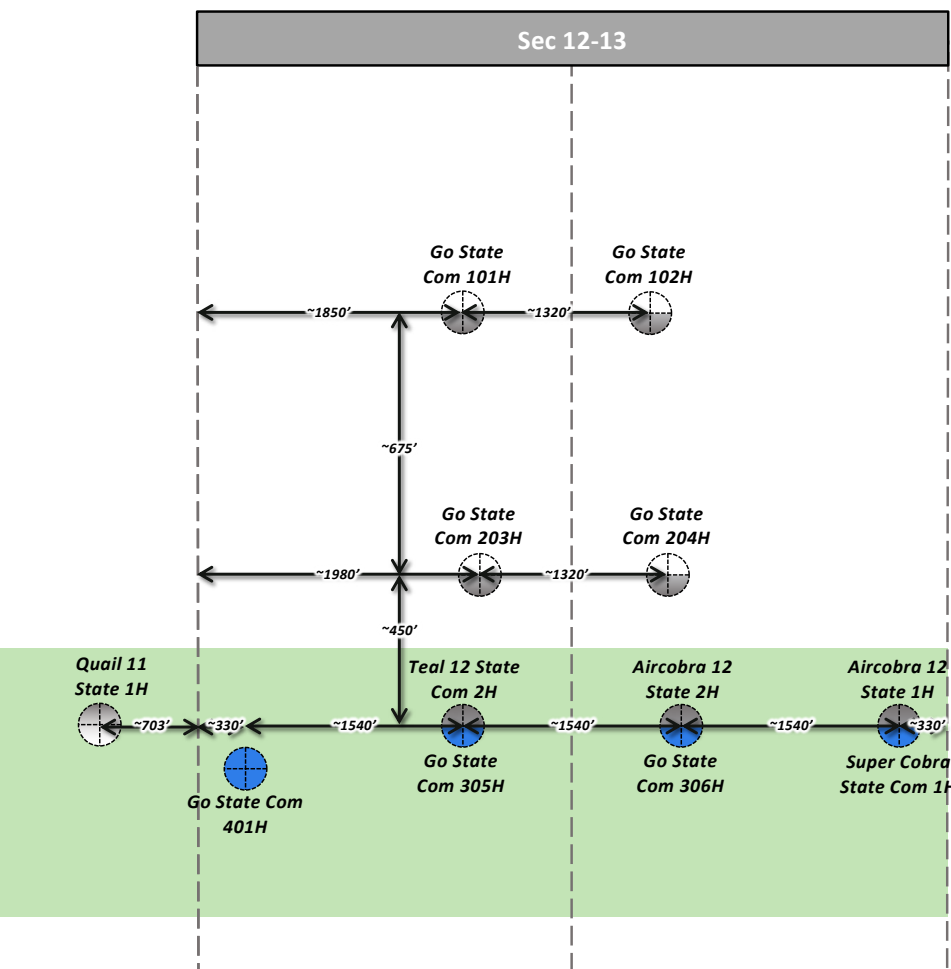 Sec 12-13
Go State
Com 101H
Go State
Com 102H
~1850’
~1320’
~675’
Go State
Com 203H
Go State
Com 204H
~1980’
~1320’
~450’
Quail 11
State 1H
Teal 12 State
Com 2H
Aircobra 12
State 2H
Aircobra 12
State 1H
~703’
~330’
~1540’
~1540’
~1540’
~330’
Go State Com
401H
Go State
Com 305H
Go State
Com 306H
Super Cobra
State Com 1H